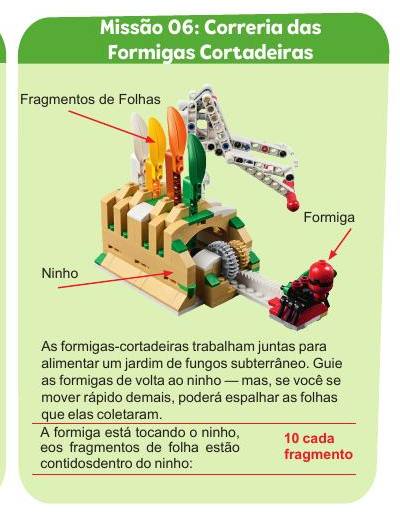 Missão 06: Correria das
Formigas Cortadeiras
Fragmentos de Folhas
Formiga
Ninho
As formigas-cortadeiras trabalham juntas para
alimentar um jardim de fungos subterrâneo. Guie
as formigas de volta ao ninho — mas, se você se
mover rápido demais, poderá espalhar as folhas
que elas coletaram.
A formiga está tocando o ninho,
eos fragmentos de folha estão
contidosdentro do ninho:
10 cada
fragmento